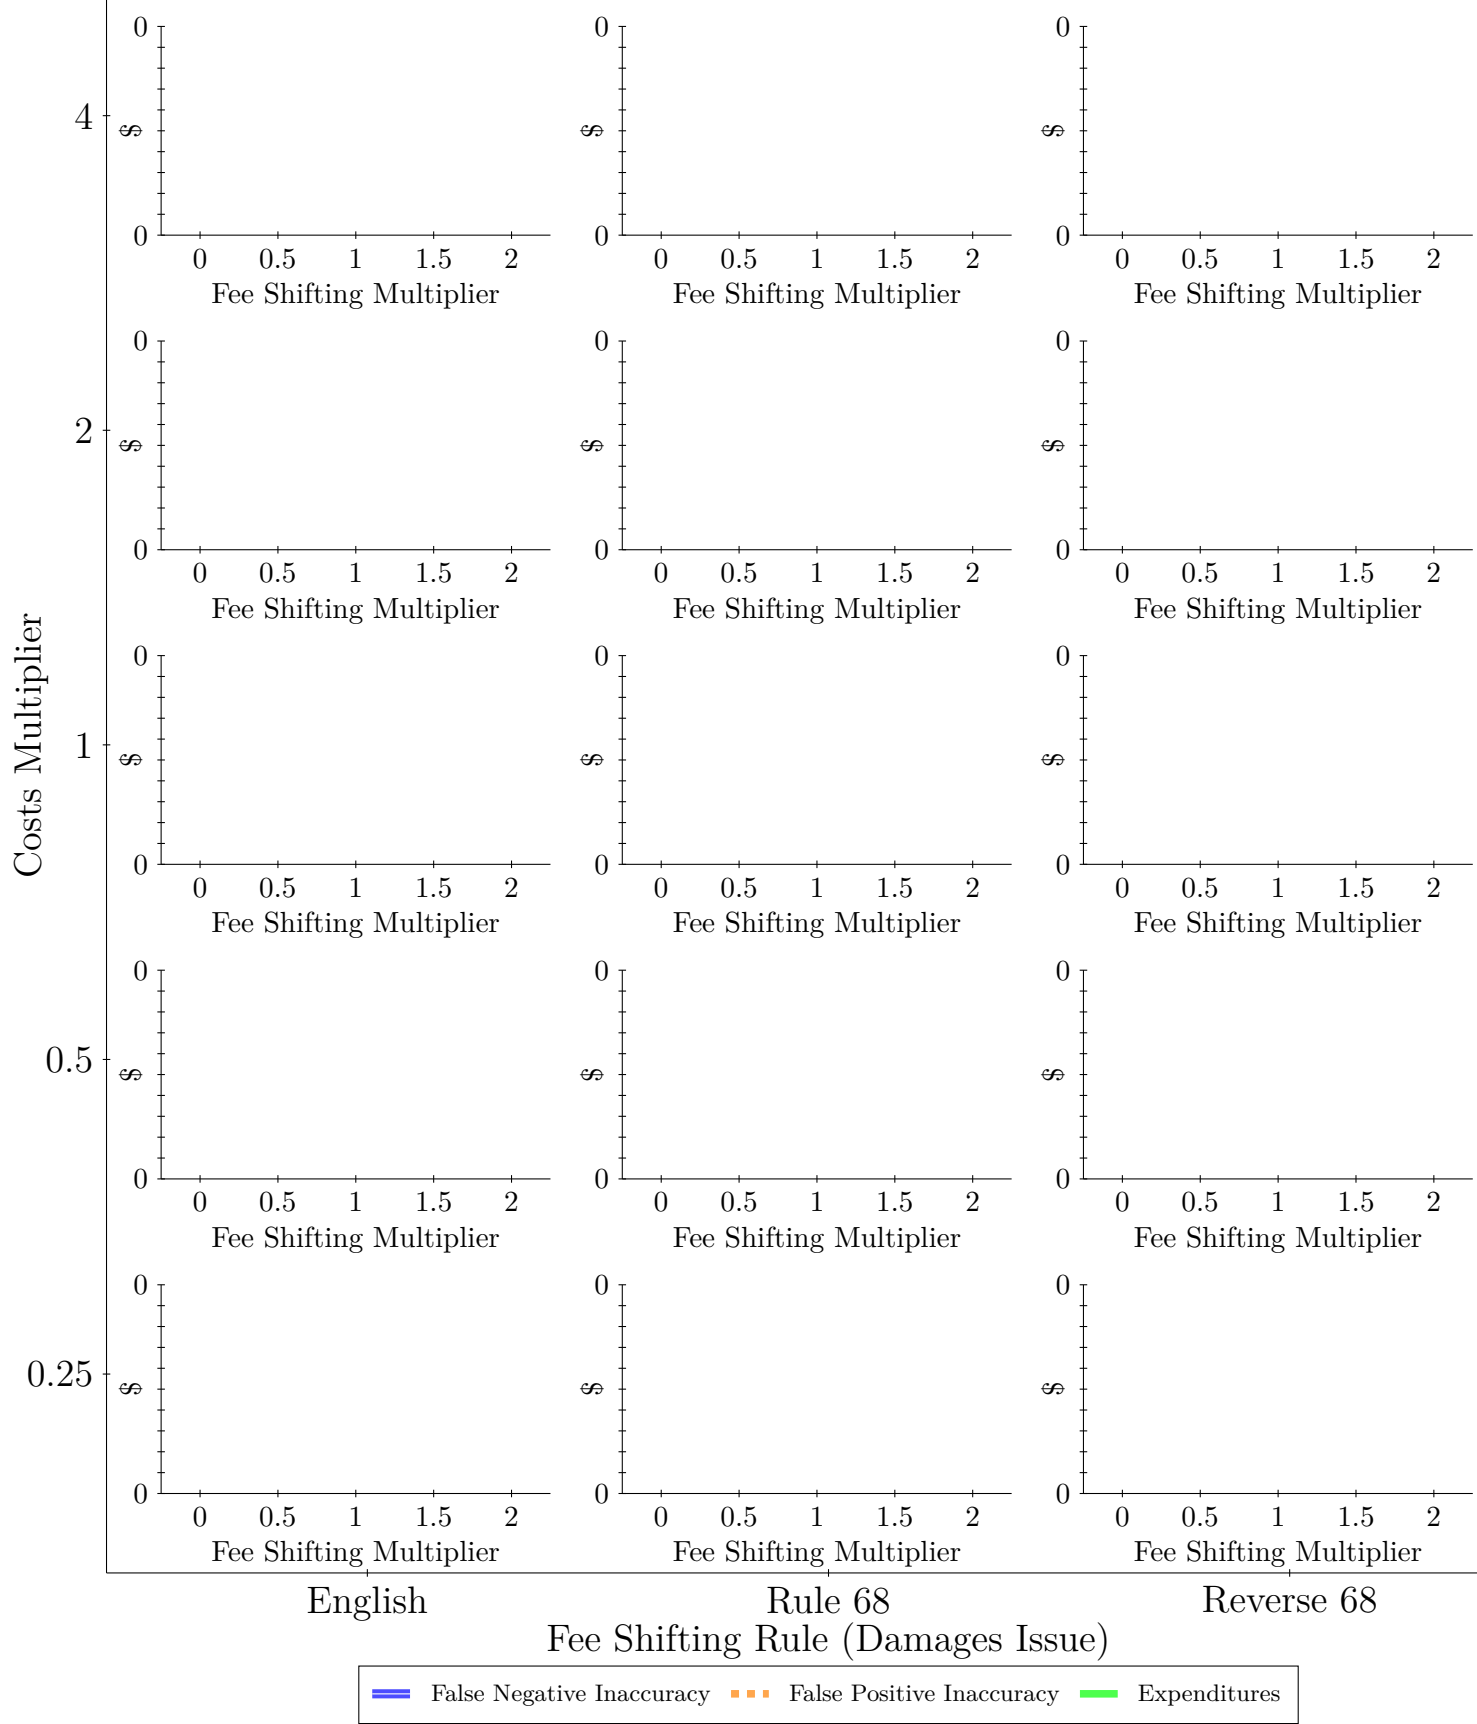 0 0 0
4 $ $ $
0 0 0
0 0.5 1 1.5 2 0 0.5 1 1.5 2 0 0.5 1 1.5 2
Fee Shifting Multiplier Fee Shifting Multiplier Fee Shifting Multiplier
0 0 0
2 $ $ $
0 0 0
0 0.5 1 1.5 2 0 0.5 1 1.5 2 0 0.5 1 1.5 2
Fee Shifting Multiplier Fee Shifting Multiplier Fee Shifting Multiplier
Costs Multiplier
0 0 0
1 $ $ $
0 0 0
0 0.5 1 1.5 2 0 0.5 1 1.5 2 0 0.5 1 1.5 2
Fee Shifting Multiplier Fee Shifting Multiplier Fee Shifting Multiplier
0 0 0
0.5 $ $ $
0 0 0
0 0.5 1 1.5 2 0 0.5 1 1.5 2 0 0.5 1 1.5 2
Fee Shifting Multiplier Fee Shifting Multiplier Fee Shifting Multiplier
0 0 0
0.25 $ $ $
0 0 0
0 0.5 1 1.5 2 0 0.5 1 1.5 2 0 0.5 1 1.5 2
Fee Shifting Multiplier Fee Shifting Multiplier Fee Shifting Multiplier
English Rule 68 Reverse 68
Fee Shifting Rule (Damages Issue)
False Negative Inaccuracy False Positive Inaccuracy Expenditures